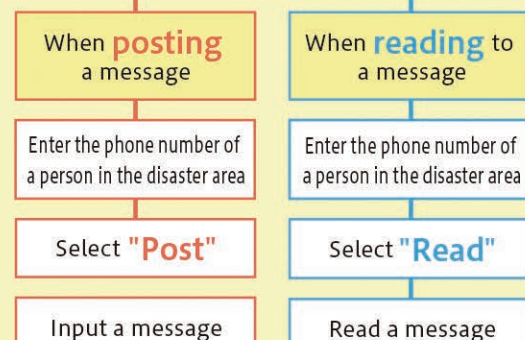 When posting
a message
Enter the phone number of
a person in the disaster area
Select "Post"
Input a message
When reading to
a message
Enter the phone number of
a person in the disaster area
Select "Read"
Read a message